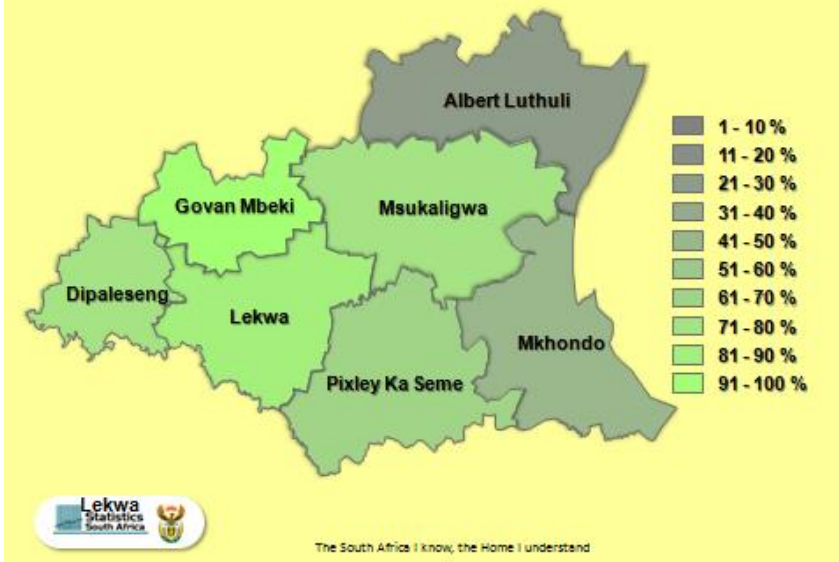 Albert Luthuli
Govan Mbeki
Msukaligwa
Dipaleseng
Lekwa
Mkhondo
Pixley Ka Seme
1 - 10 %
11 - 20 %
21 - 30 %
31 - 40 %
41 - 50 %
51 - 60 %
61 - 70 %
71 - 80 %
81 - 90 %
91 - 100 %
Lekwa
Statistics
South Africa
The South Africa I know, the Home I understand